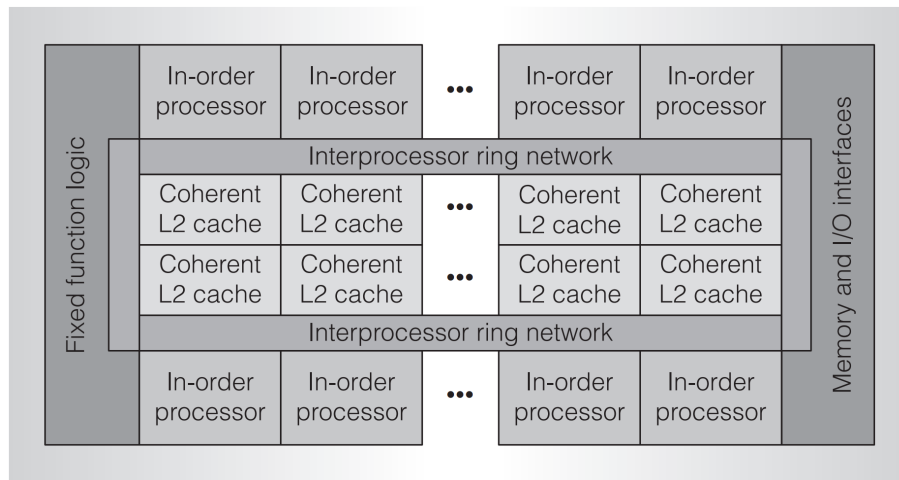 Fixed function logic
In-order In-order ••• In-order In-order
processor processor processor processor
Interprocessor ring network
Coherent Coherent ••• Coherent Coherent
L2 cache L2 cache L2 cache L2 cache
Coherent Coherent ••• Coherent Coherent
L2 cache L2 cache L2 cache L2 cache
Interprocessor ring network
In-order In-order ••• In-order In-order
processor processor processor processor
Memory and I/O interfaces